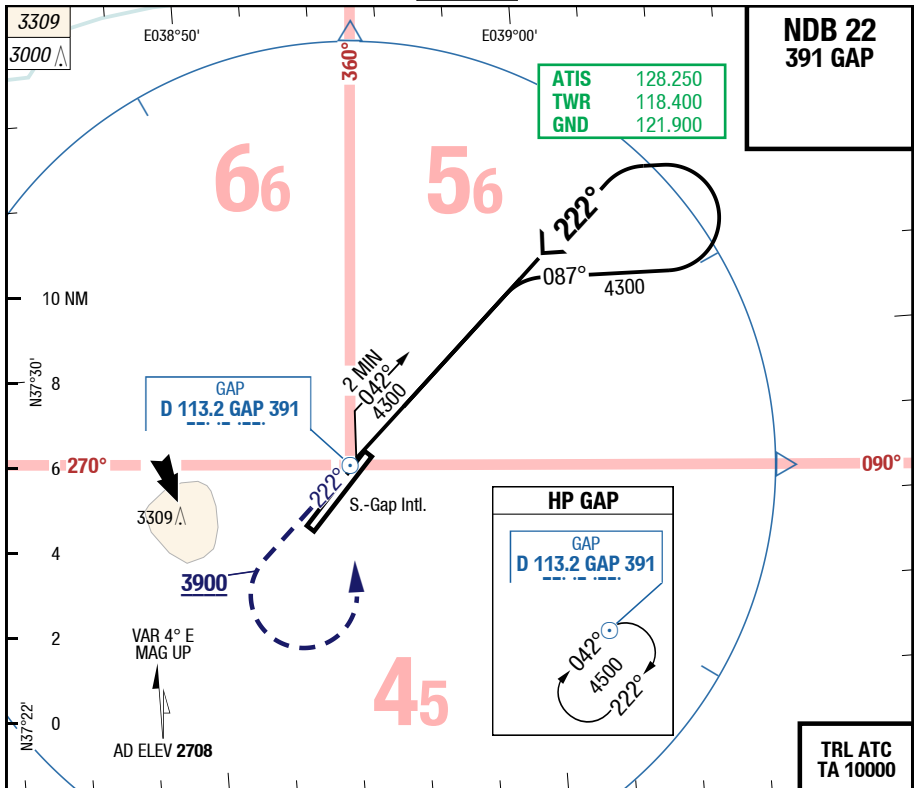 3309
3000
E038°50'
E039°00'
NDB 22
391 GAP
360°
ATIS 128.250
TWR 118.400
GND 121.900
66
56
222°
087°
4300
10 NM
N37°30'
8
2 MIN
042°
4300
GAP
D 113.2 GAP 391
6
270°
090°
222°
S.-Gap Intl.
3309
4
3900
HP GAP
GAP
D 113.2 GAP 391
042°
4500
222°
2
VAR 4° E
MAG UP
45
N37°22'
0
AD ELEV 2708
TRL ATC
TA 10000